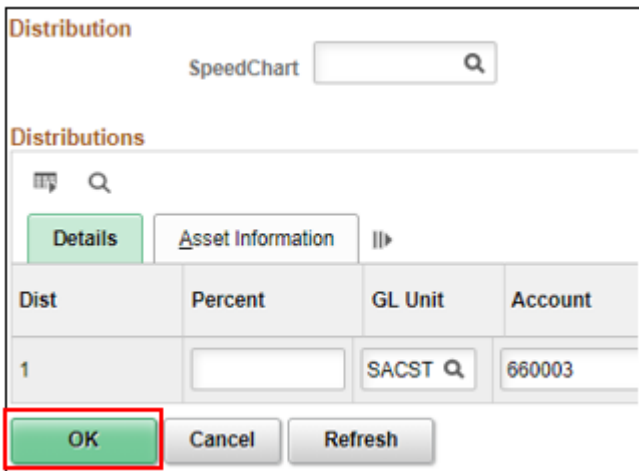 Distribution
SpeedChart
Distributions
Details Asset Information
Dist Percent GL Unit Account
1 SACST 660003
OK Cancel Refresh